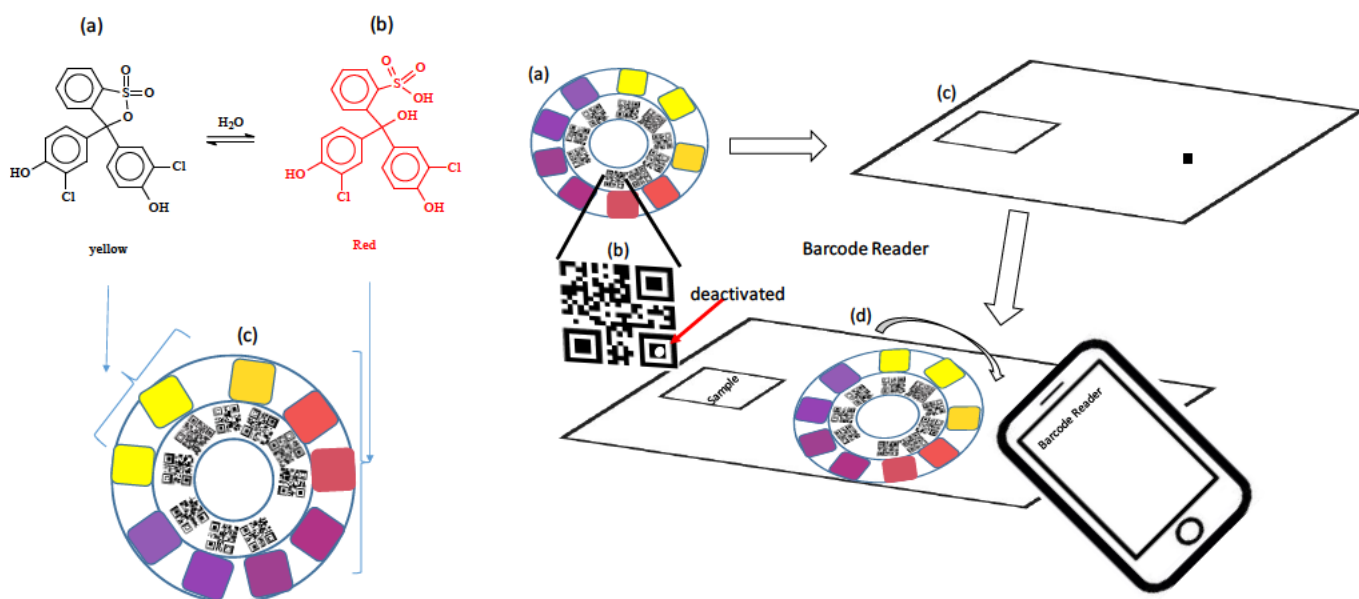 (a)
(b)
O
S
O
O
HO
Cl
Cl
OH
H₂O
O
O
S
OH
OH
HO
Cl
Cl
OH
yellow
Red
(c)
(a)
(b)
deactivated
(c)
Barcode Reader
(d)
Sample
Barcode Reader